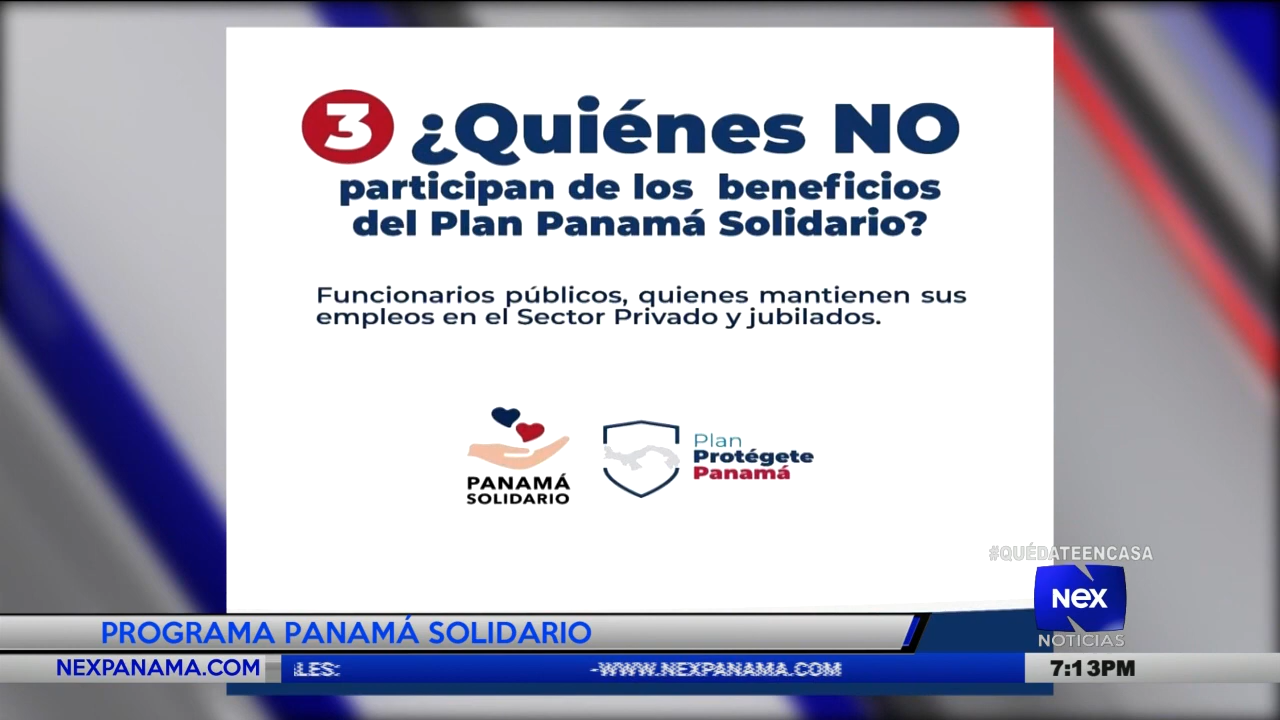 3 ¿Quiénes NO
participan de los beneficios
del Plan Panamá Solidario?
Funcionarios públicos, quienes mantienen sus
empleos en el Sector Privado y jubilados.
PANAMÁ
SOLIDARIO
Plan
Protégete
Panamá
#QUÉDATEENCASA
NEX
NOTICIAS
PROGRAMA PANAMÁ SOLIDARIO
NEXPANAMA.COM
LES:
-WWW.NEXPANAMA.COM
7:13PM